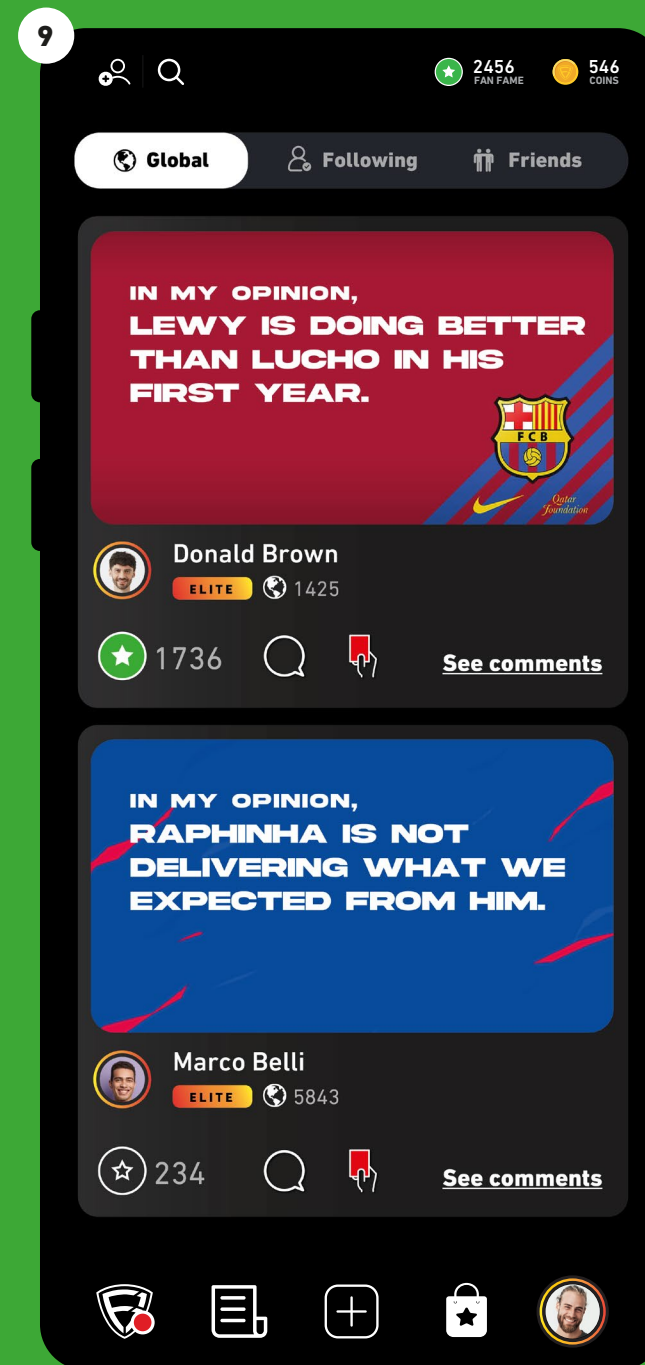 9
2456
FAN FAME
546
COINS
Global
Following
Friends
IN MY OPINION,
LEWY IS DOING BETTER
THAN LUCHO IN HIS
FIRST YEAR.
FCB
Qatar
Foundation
Donald Brown
ELITE
1425
1736
See comments
IN MY OPINION,
RAPHINHA IS NOT
DELIVERING WHAT WE
EXPECTED FROM HIM.
Marco Belli
ELITE
5843
234
See comments